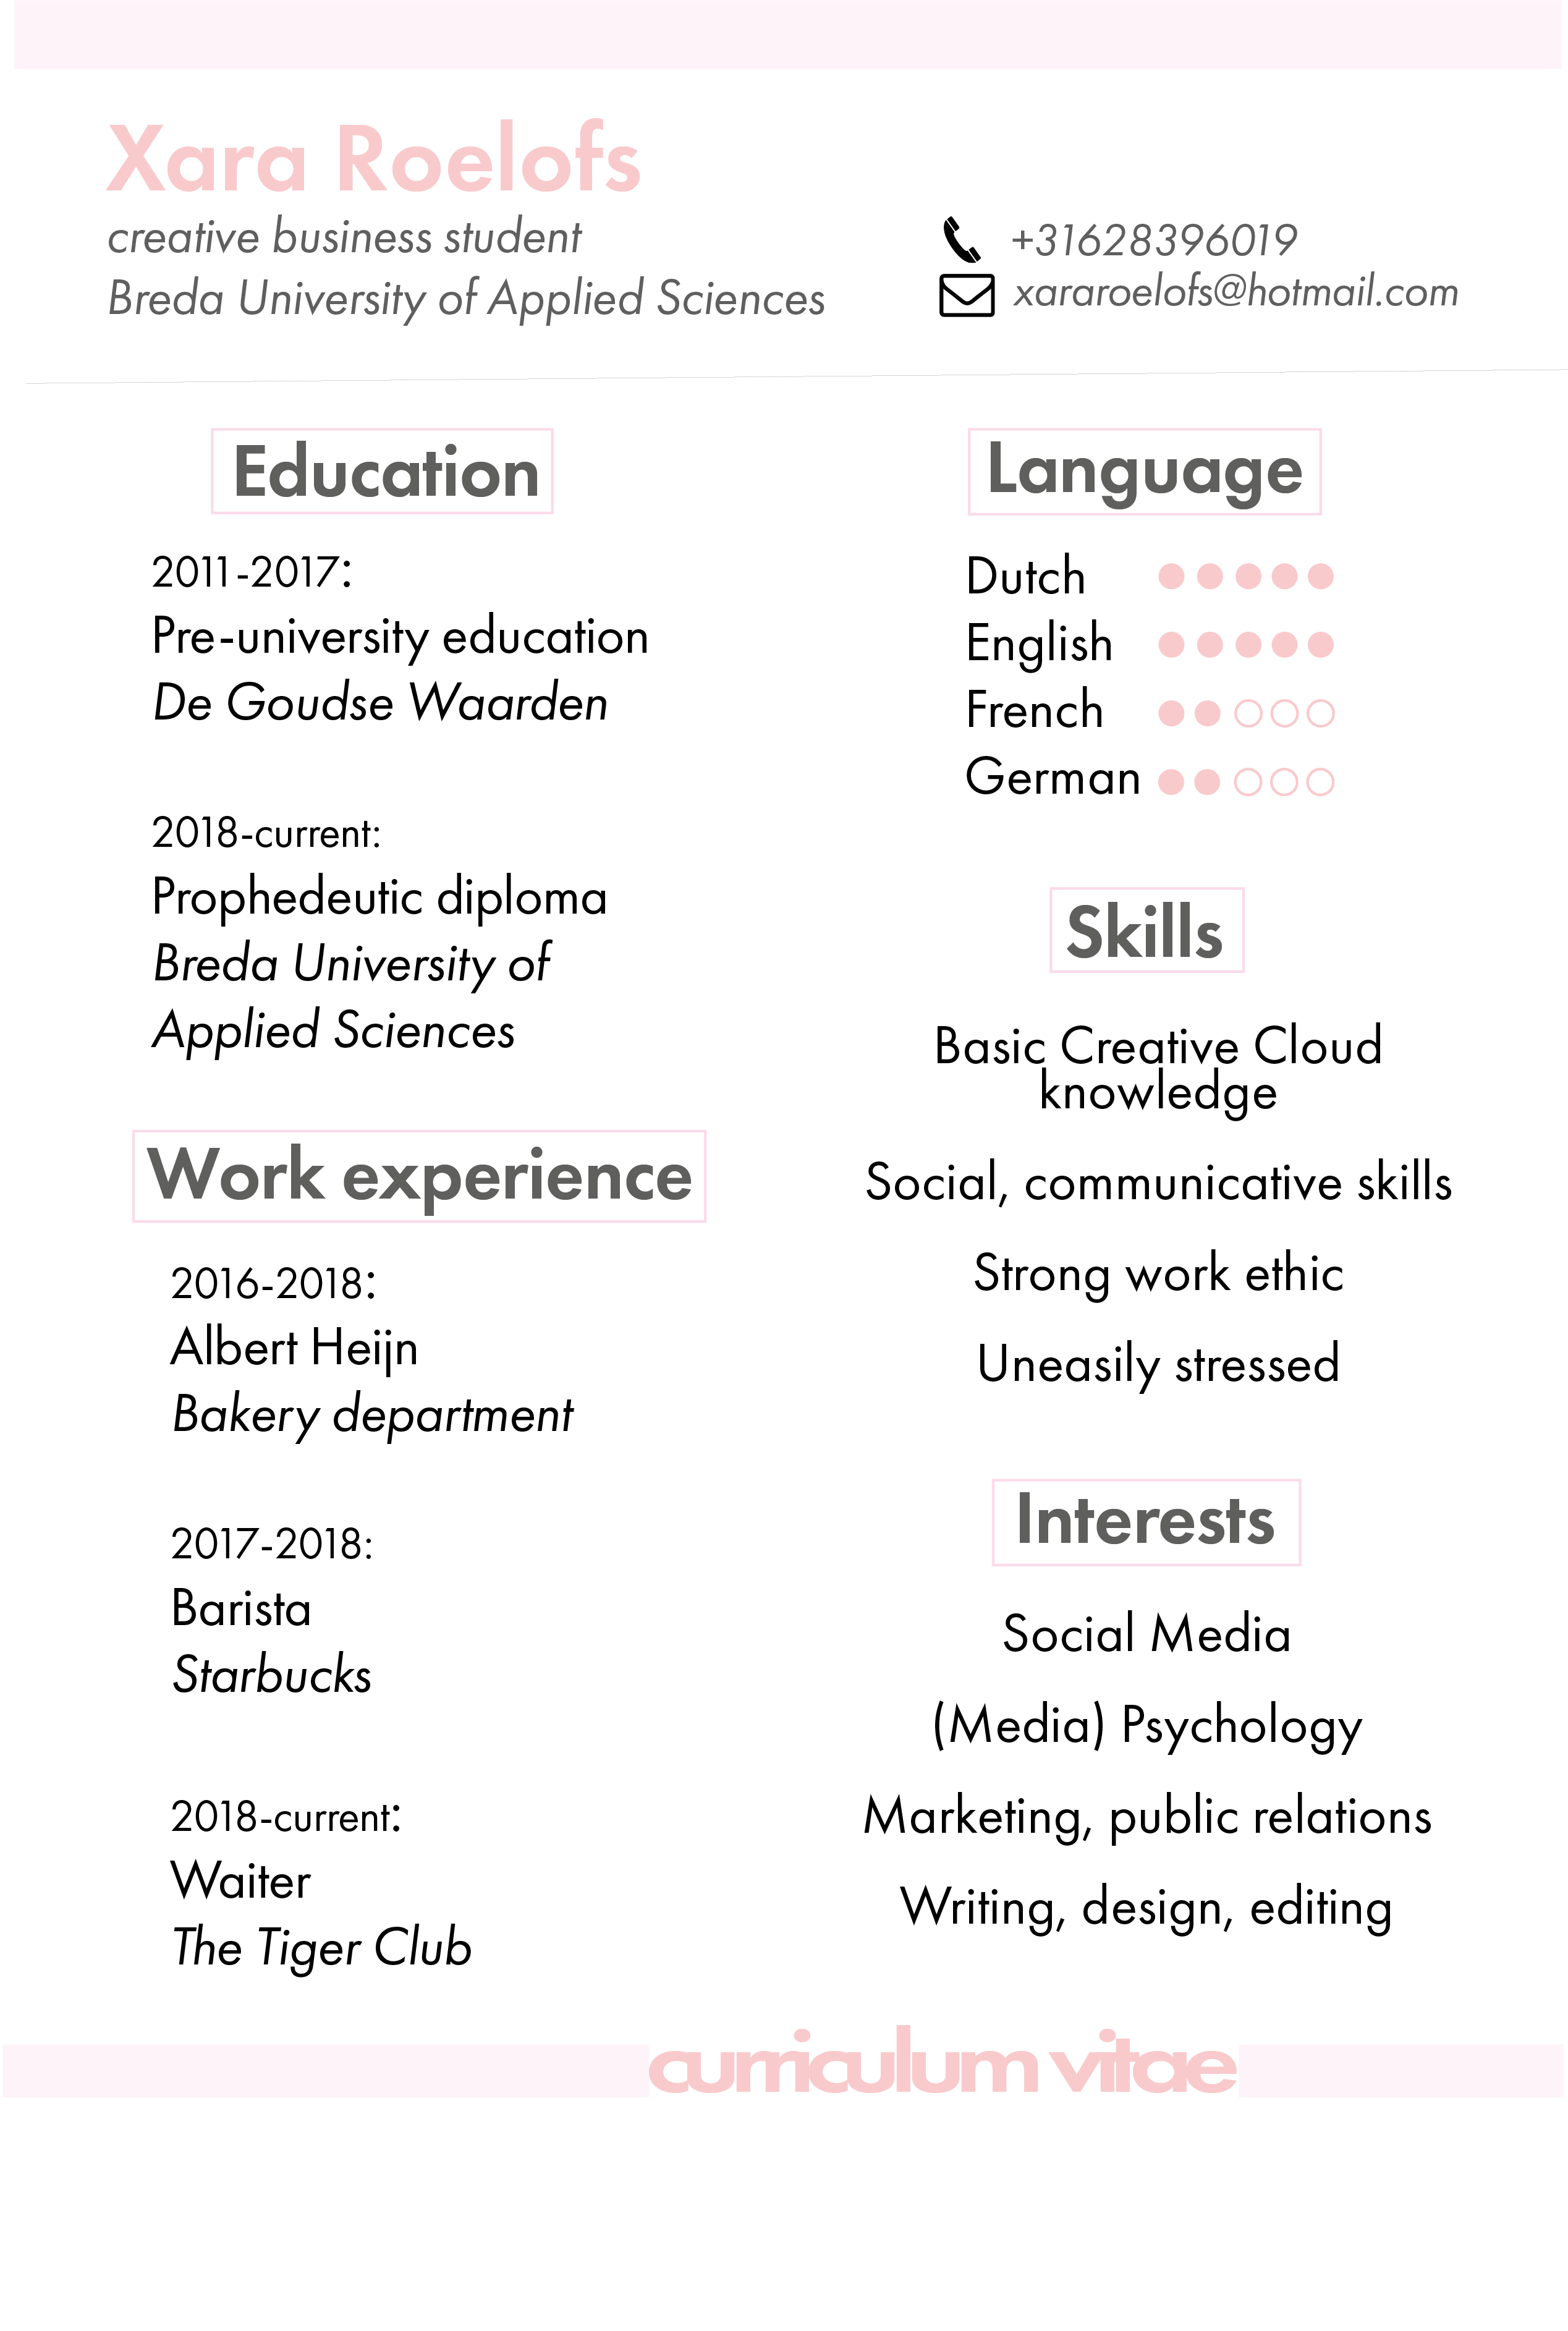 Xara Roelofs
creative business student
Breda University of Applied Sciences
+31628396019
xararoelofs@hotmail.com
Education
2011-2017:
Pre-university education
De Goudse Waarden
2018-current:
Prophedeutic diploma
Breda University of
Applied Sciences
Work experience
2016-2018:
Albert Heijn
Bakery department
2017-2018:
Barista
Starbucks
2018-current:
Waiter
The Tiger Club
Language
Dutch
English
French
German
Skills
Basic Creative Cloud
knowledge
Social, communicative skills
Strong work ethic
Uneasily stressed
Interests
Social Media
(Media) Psychology
Marketing, public relations
Writing, design, editing
curriculum vitae